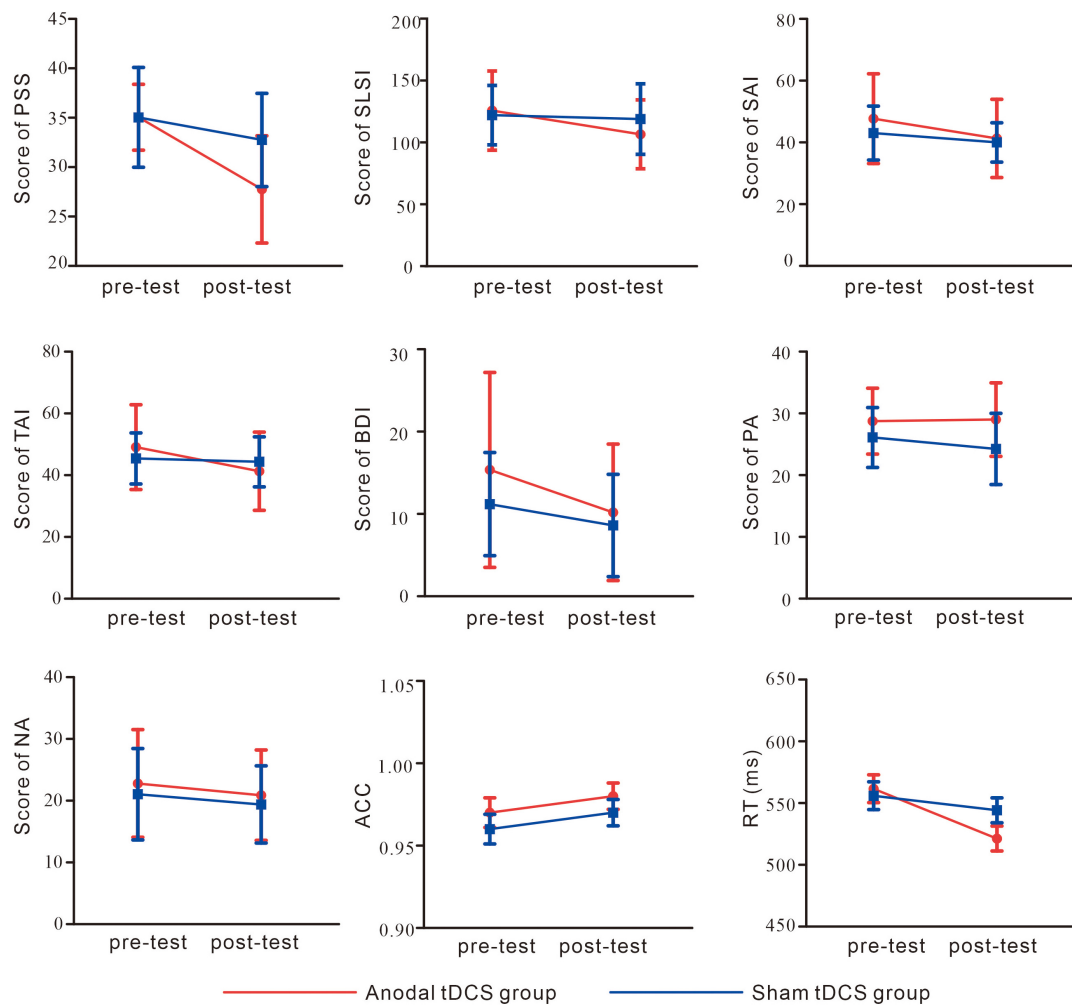 Score of PSS
40
35
30
25
20
pre-test post-test
Score of SLSI
200
150
100
50
0
pre-test post-test
Score of SAI
80
60
40
20
0
pre-test post-test
Score of TAI
80
60
40
20
0
pre-test post-test
Score of BDI
30
20
10
0
pre-test post-test
Score of PA
40
30
20
10
0
pre-test post-test
Score of NA
40
30
20
10
0
pre-test post-test
ACC
1.05
1.00
0.95
0.90
pre-test post-test
RT (ms)
650
600
550
500
450
pre-test post-test
Anodal tDCS group
Sham tDCS group